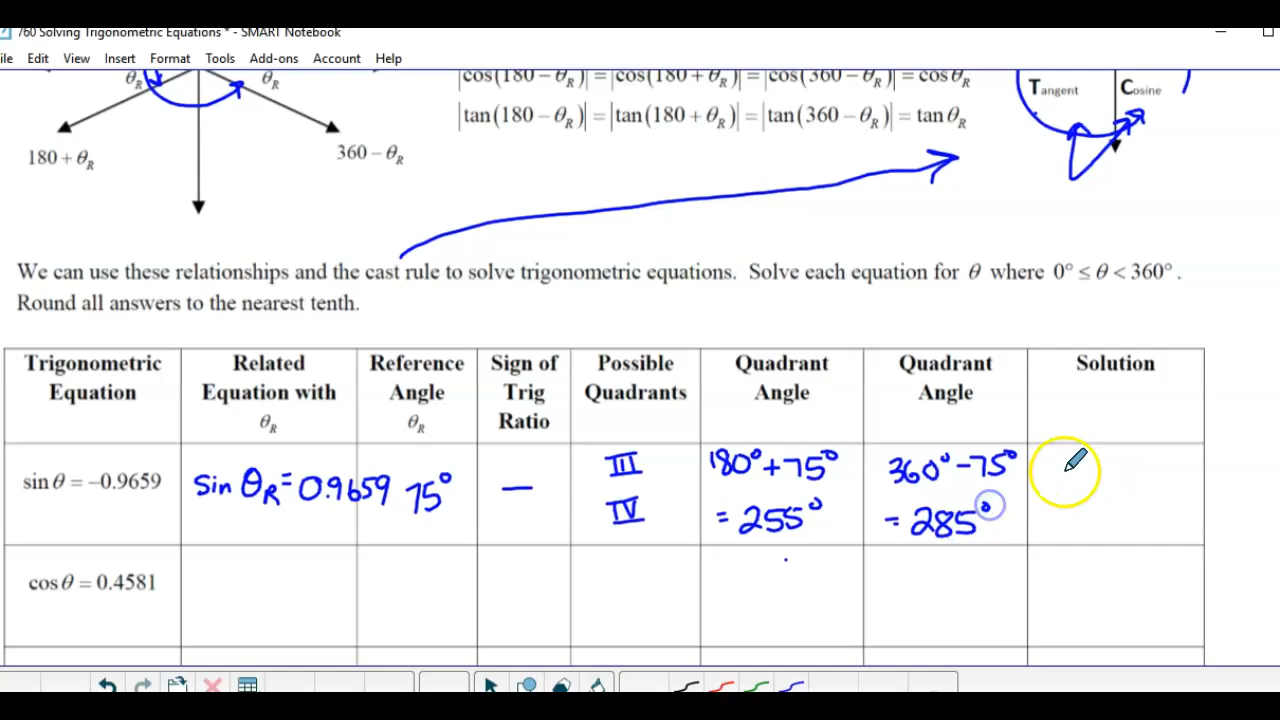 760 Solving Trigonometric Equations * - SMART Notebook
ile Edit View Insert Format Tools Add-ons Account Help
θR θR |cos(180 − θR)| = |cos(180 + θR)| = |cos(360 − θR)| = cos θR Tangent Cosine
|tan(180 − θR)| = |tan(180 + θR)| = |tan(360 − θR)| = tan θR
180 + θR 360 − θR
We can use these relationships and the cast rule to solve trigonometric equations. Solve each equation for θ where 0° ≤ θ < 360° .
Round all answers to the nearest tenth.
Trigonometric Equation
Related Equation with θR
Reference Angle θR
Sign of Trig Ratio
Possible Quadrants
Quadrant Angle
Quadrant Angle
Solution
sin θ = −0.9659
sin θR = 0.9659
75°
—
III
IV
180° + 75°
= 255°
360° − 75°
= 285°
cos θ = 0.4581